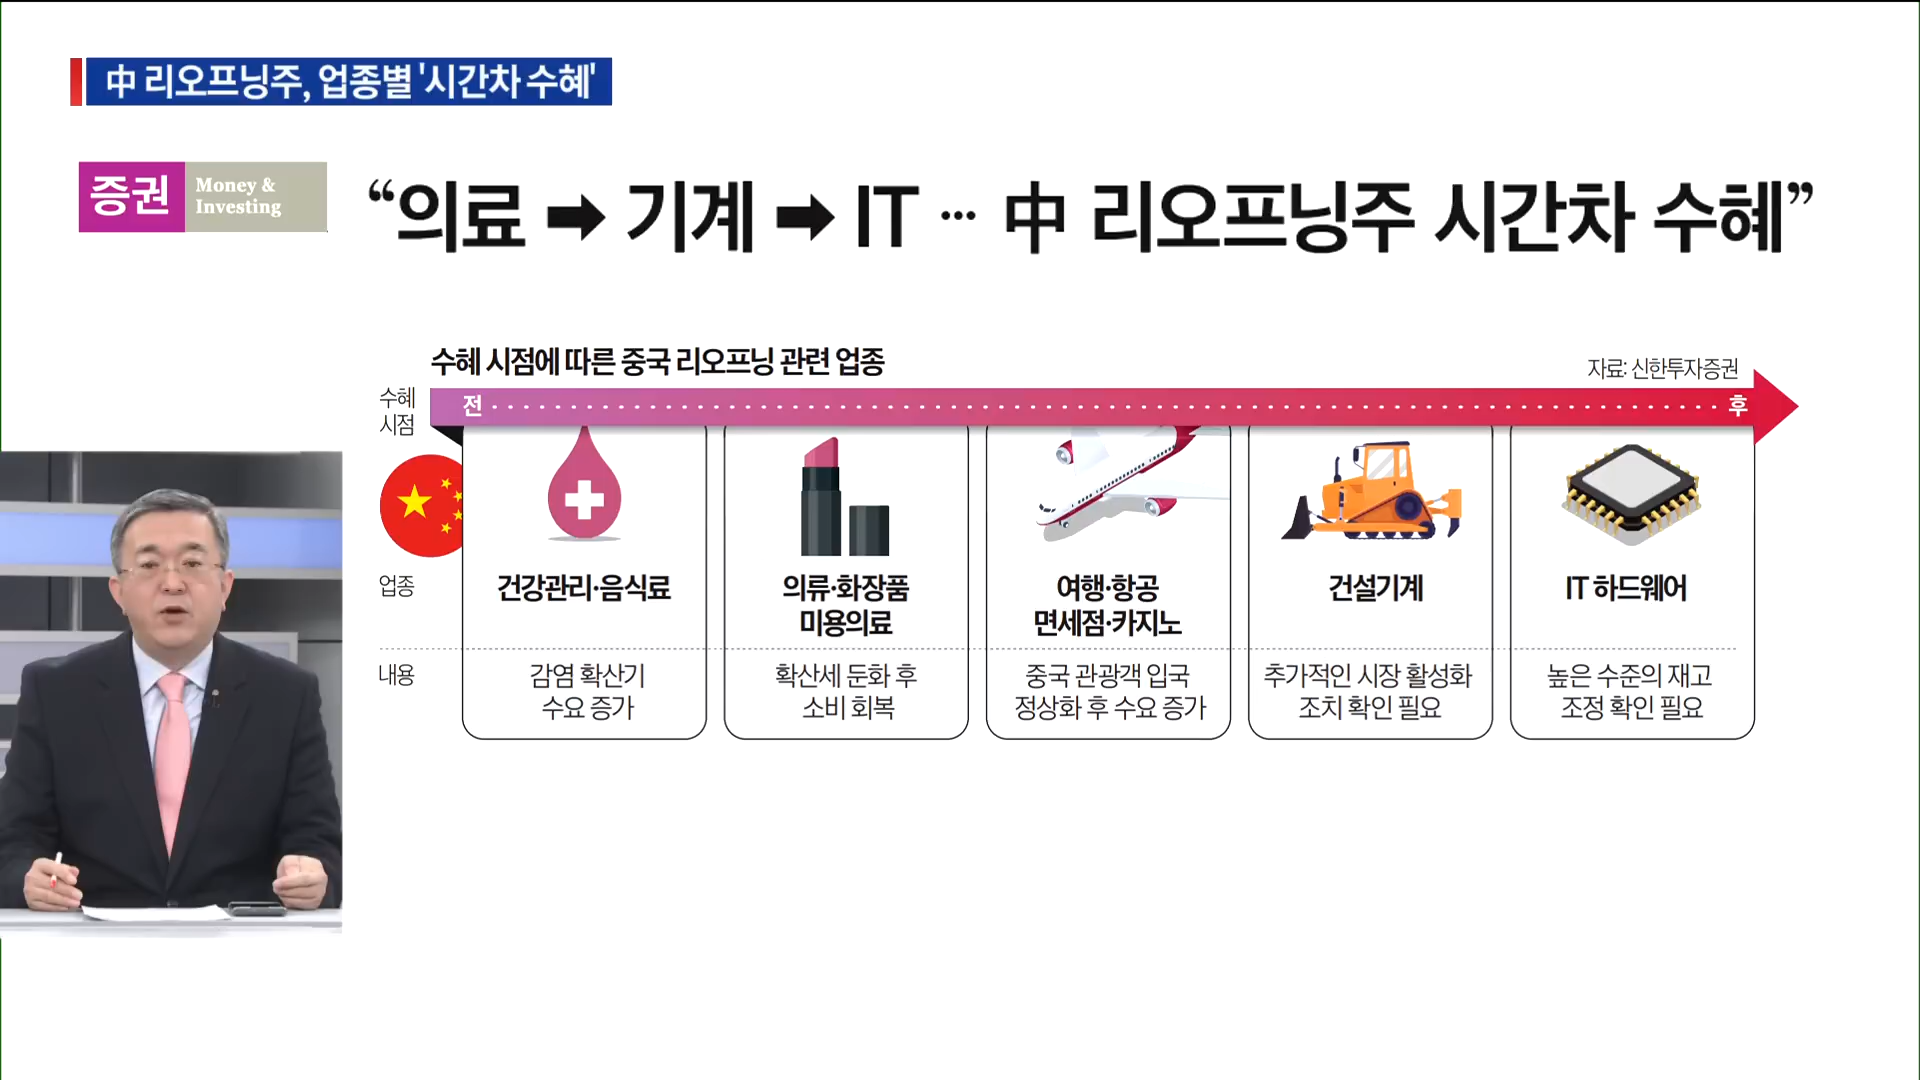 中 리오프닝주, 업종별 '시간차 수혜'
증권
Money &
Investing
“의료 ➡ 기계 ➡ IT … 中 리오프닝주 시간차 수혜”
수혜 시점에 따른 중국 리오프닝 관련 업종
자료: 신한투자증권
수혜
시점
전
후
업종
건강관리·음식료
의류·화장품
미용의료
여행·항공
면세점·카지노
건설기계
IT 하드웨어
내용
감염 확산기
수요 증가
확산세 둔화 후
소비 회복
중국 관광객 입국
정상화 후 수요 증가
추가적인 시장 활성화
조치 확인 필요
높은 수준의 재고
조정 확인 필요